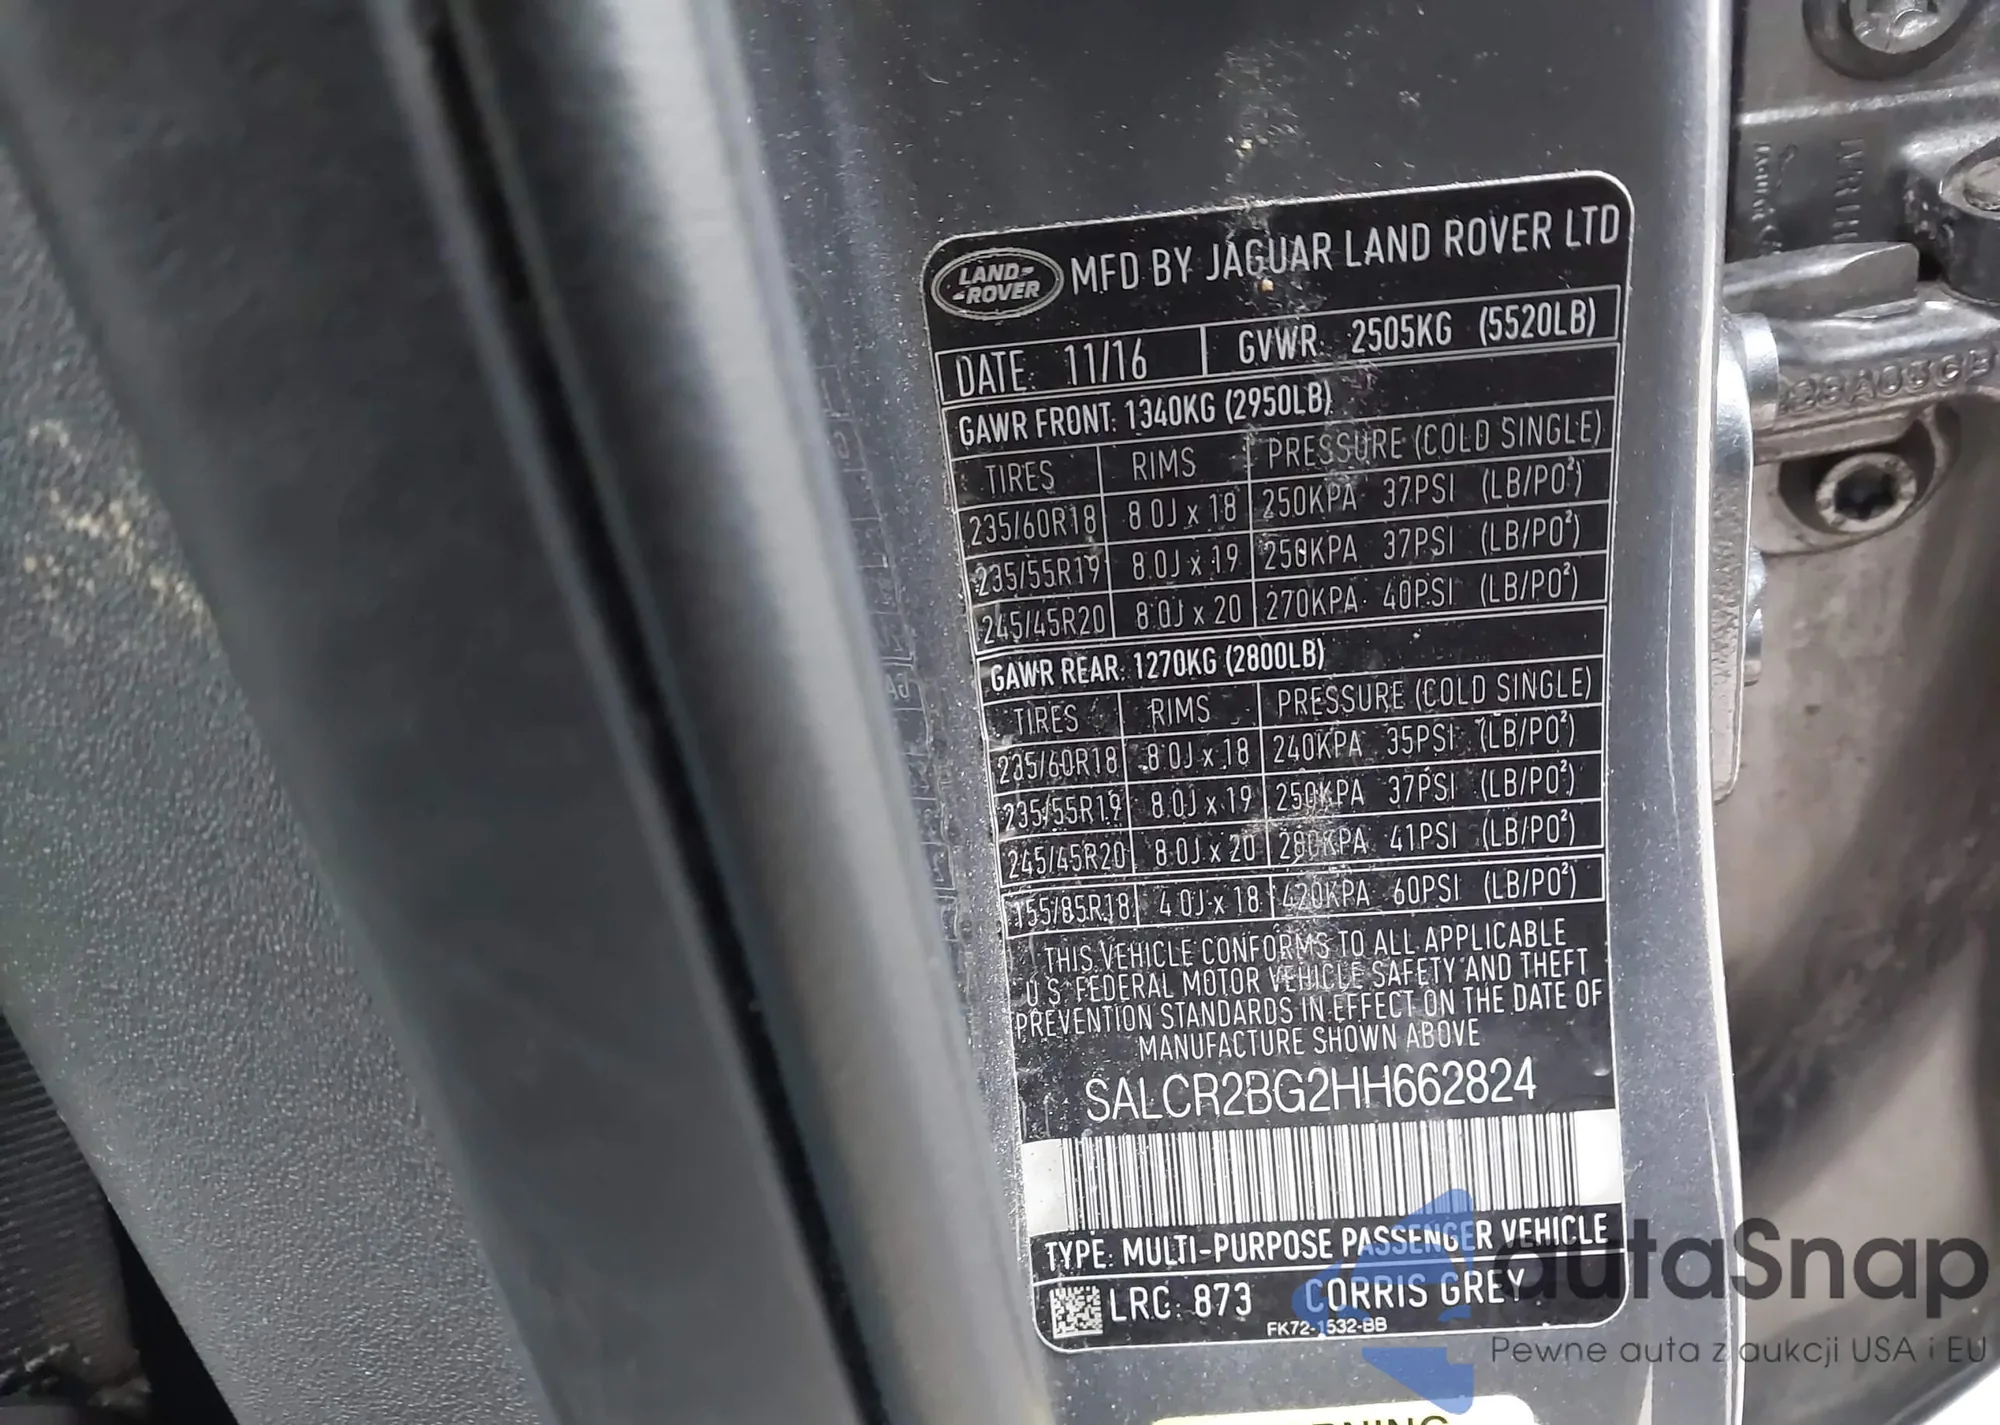 LAND-
-ROVER
MFD BY JAGUAR LAND ROVER LTD
DATE: 11/16 GVWR: 2505KG (5520LB)
GAWR FRONT: 1340KG (2950LB)
TIRES RIMS PRESSURE (COLD SINGLE)
235/60R18 8.0J x 18 250KPA 37PSI (LB/PO²)
235/55R19 8.0J x 19 250KPA 37PSI (LB/PO²)
245/45R20 8.0J x 20 270KPA 40PSI (LB/PO²)
GAWR REAR: 1270KG (2800LB)
TIRES RIMS PRESSURE (COLD SINGLE)
235/60R18 8.0J x 18 240KPA 35PSI (LB/PO²)
235/55R19 8.0J x 19 250KPA 37PSI (LB/PO²)
245/45R20 8.0J x 20 280KPA 41PSI (LB/PO²)
155/85R18 4.0J x 18 420KPA 60PSI (LB/PO²)
THIS VEHICLE CONFORMS TO ALL APPLICABLE
U S FEDERAL MOTOR VEHICLE SAFETY AND THEFT
PREVENTION STANDARDS IN EFFECT ON THE DATE OF
MANUFACTURE SHOWN ABOVE
SALCR2BG2HH662824
TYPE: MULTI-PURPOSE PASSENGER VEHICLE
LRC: 873 CORRIS GREY
FK72-1532-BB
autaSnap
Pewne auta z aukcji USA i EU